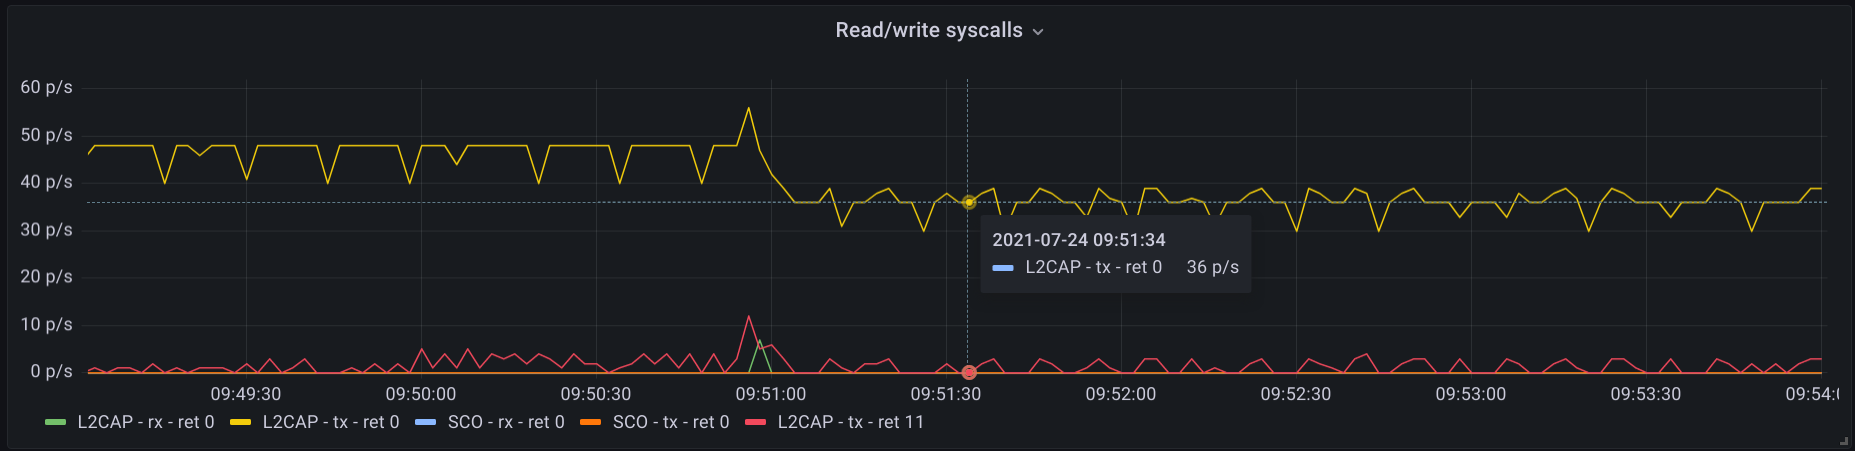 Read/write syscalls
60 p/s
50 p/s
40 p/s
30 p/s
20 p/s
10 p/s
0 p/s
2021-07-24 09:51:34
L2CAP - tx - ret 0 36 p/s
09:49:30 09:50:00 09:50:30 09:51:00 09:51:30 09:52:00 09:52:30 09:53:00 09:53:30 09:54:0
L2CAP - rx - ret 0 L2CAP - tx - ret 0 SCO - rx - ret 0 SCO - tx - ret 0 L2CAP - tx - ret 11